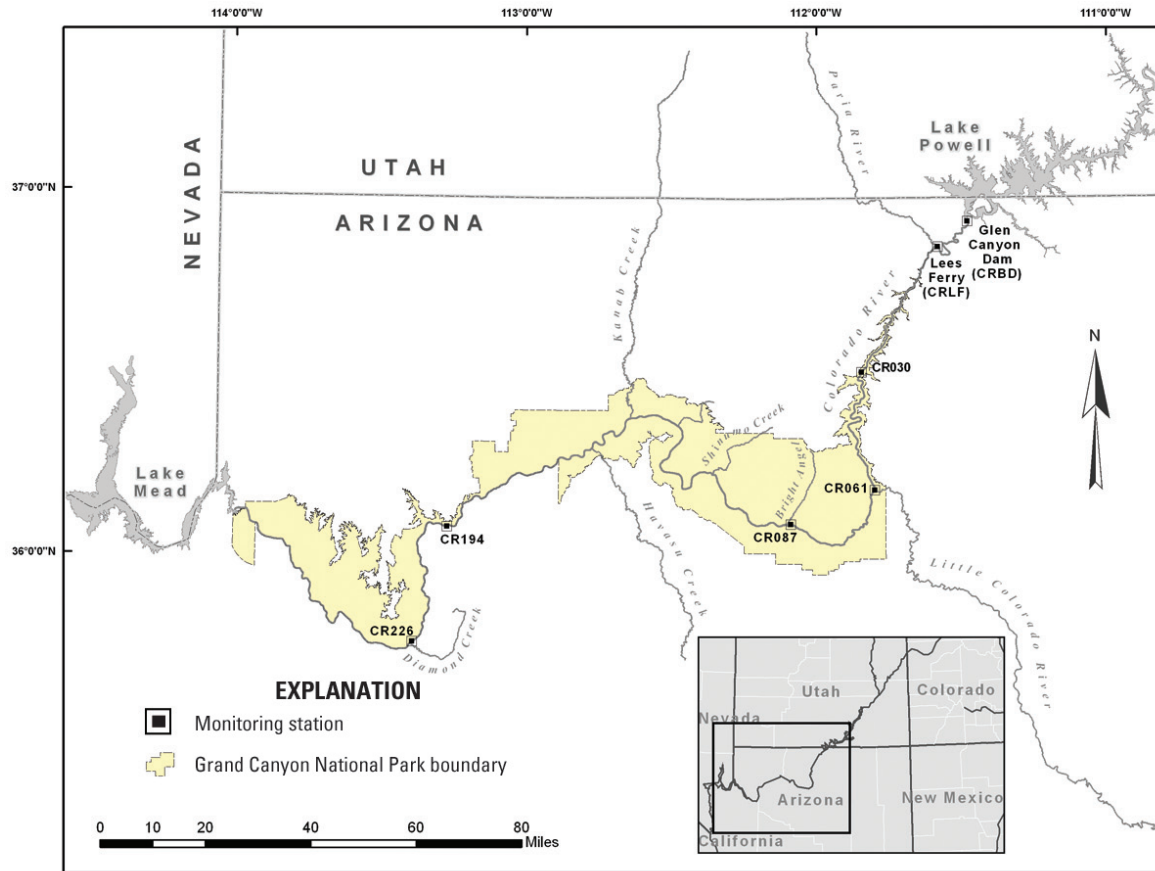 114°0'0"W
113°0'0"W
112°0'0"W
111°0'0"W
37°0'0"N
36°0'0"N
NEVADA
UTAH
ARIZONA
Paria River
Lake
Powell
Glen
Canyon
Dam
(CRBD)
Lees
Ferry
(CRLF)
Kanab Creek
Colorado River
CR030
N
Shinumo Creek
Bright Angel
CR061
CR087
Lake
Mead
CR194
Havasu Creek
Little Colorado River
CR226
Diamond Creek
EXPLANATION
Monitoring station
Grand Canyon National Park boundary
0 10 20 40 60 80
Miles
Utah
Colorado
Nevada
Arizona
New Mexico
California